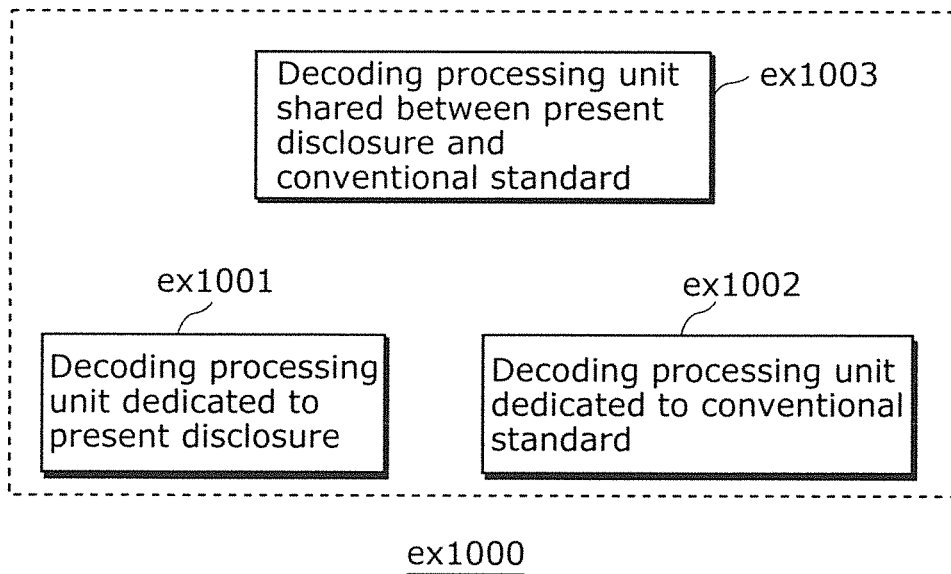 Decoding processing unit
shared between present
disclosure and
conventional standard
ex1003
ex1001
Decoding processing
unit dedicated to
present disclosure
ex1002
Decoding processing unit
dedicated to conventional
standard
ex1000